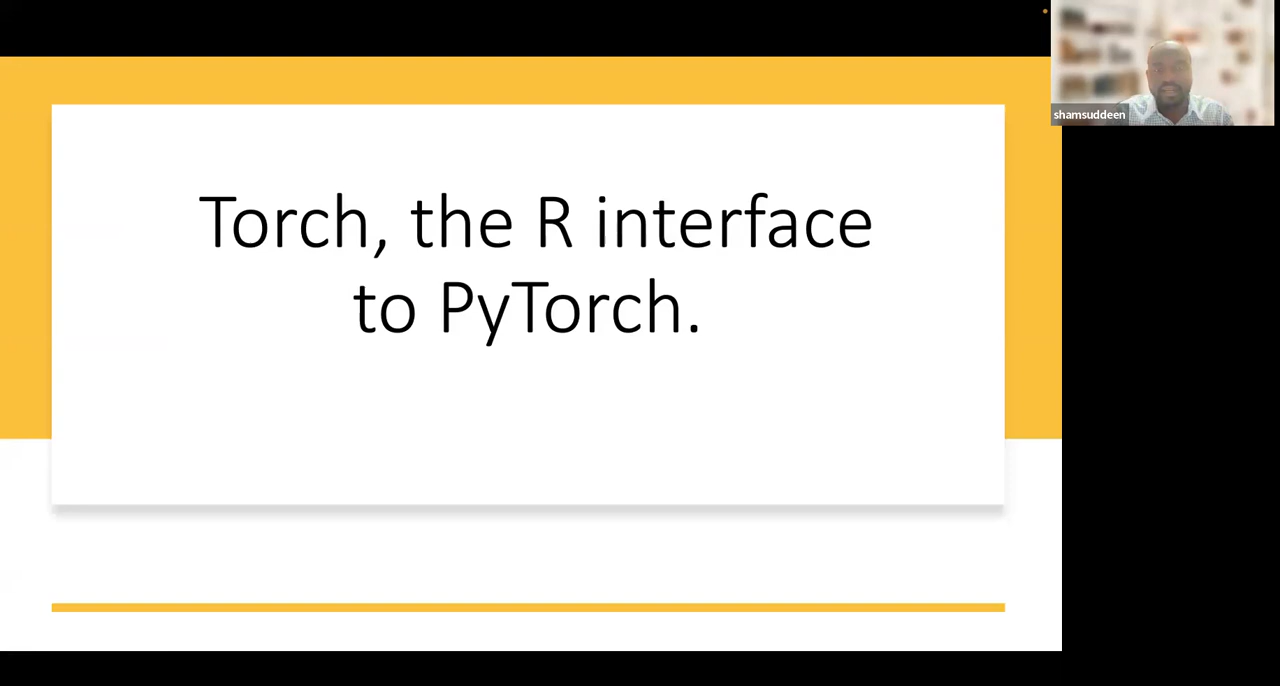 Torch, the R interface
to PyTorch.
shamsuddeen